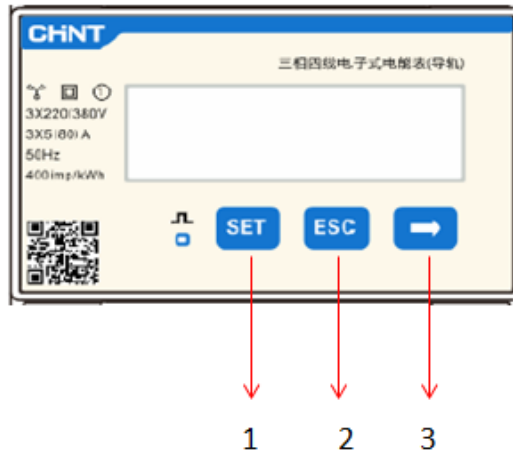 CHNT
三相四线电子式电能表(导轨)
3X220/380V
3X5(80)A
50Hz
400imp/kWh
SET
ESC
1
2
3